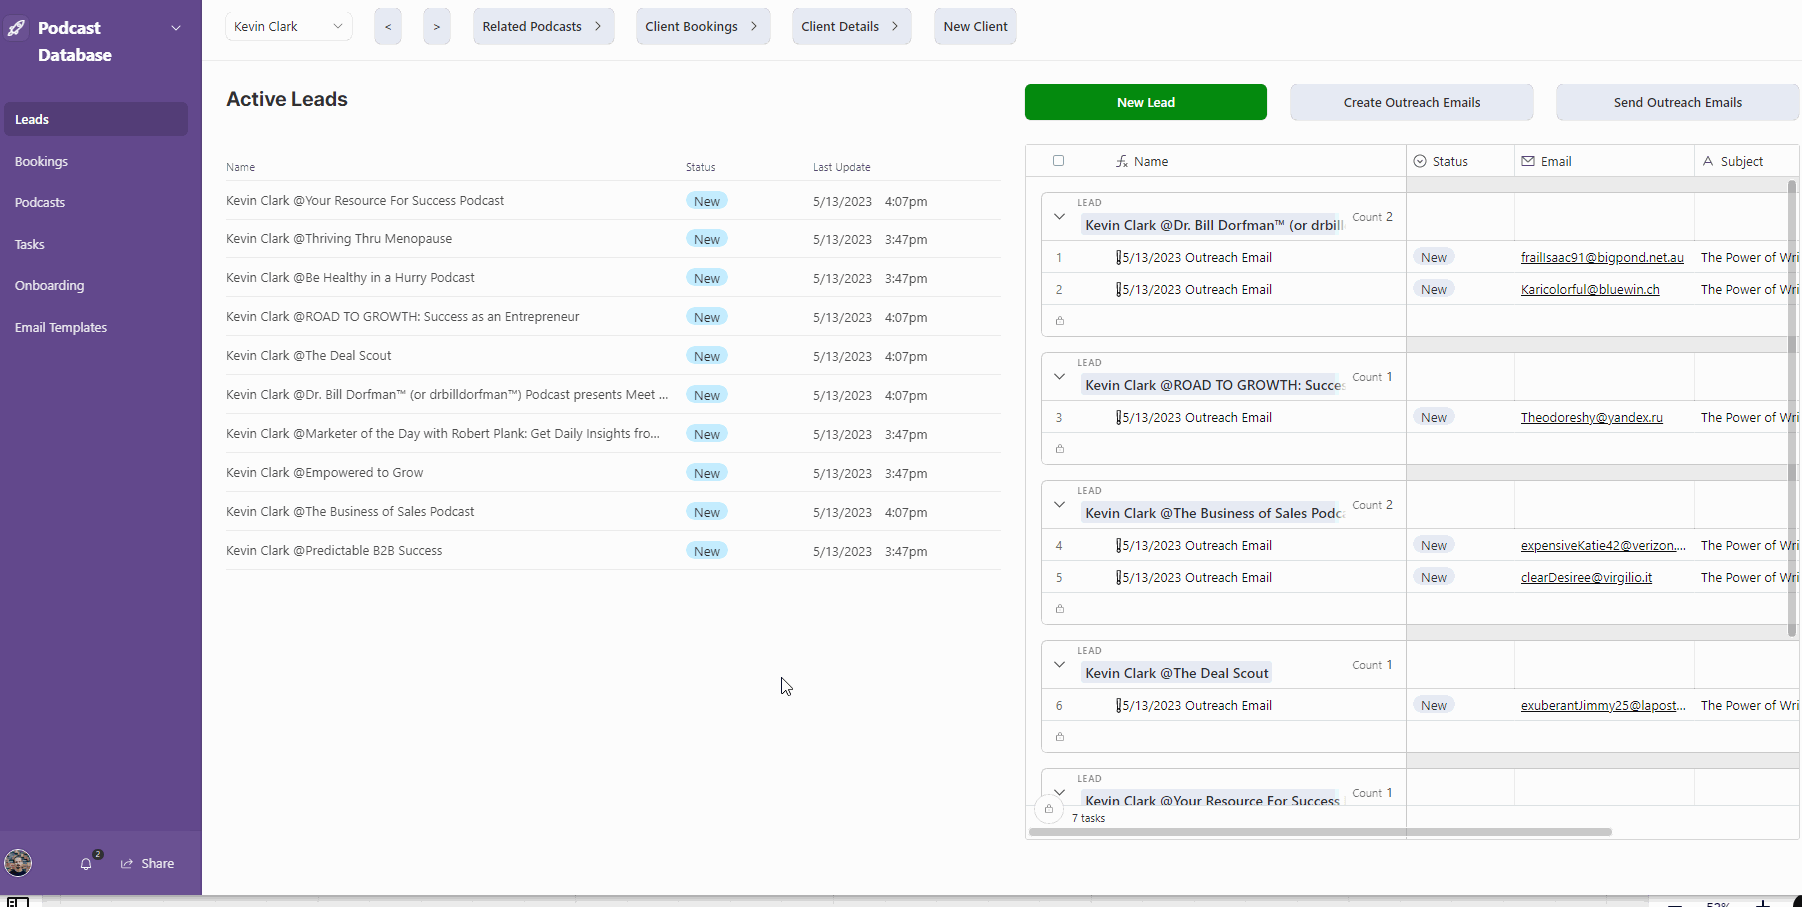 Podcast
Database
Leads
Bookings
Podcasts
Tasks
Onboarding
Email Templates
2
Share
Kevin Clark
<
>
Related Podcasts >
Client Bookings >
Client Details >
New Client
Active Leads
Name Status Last Update
Kevin Clark @Your Resource For Success Podcast New 5/13/2023 4:07pm
Kevin Clark @Thriving Thru Menopause New 5/13/2023 3:47pm
Kevin Clark @Be Healthy in a Hurry Podcast New 5/13/2023 3:47pm
Kevin Clark @ROAD TO GROWTH: Success as an Entrepreneur New 5/13/2023 4:07pm
Kevin Clark @The Deal Scout New 5/13/2023 4:07pm
Kevin Clark @Dr. Bill Dorfman™ (or drbilldorfman™) Podcast presents Meet ... New 5/13/2023 4:07pm
Kevin Clark @Marketer of the Day with Robert Plank: Get Daily Insights fro... New 5/13/2023 3:47pm
Kevin Clark @Empowered to Grow New 5/13/2023 3:47pm
Kevin Clark @The Business of Sales Podcast New 5/13/2023 4:07pm
Kevin Clark @Predictable B2B Success New 5/13/2023 3:47pm
New Lead
Create Outreach Emails
Send Outreach Emails
Name Status Email Subject
LEAD
Kevin Clark @Dr. Bill Dorfman™ (or drbill Count 2
1 5/13/2023 Outreach Email New frailIsaac91@bigpond.net.au The Power of Wri
2 5/13/2023 Outreach Email New Karicolorful@bluewin.ch The Power of Wri
LEAD
Kevin Clark @ROAD TO GROWTH: Succes Count 1
3 5/13/2023 Outreach Email New Theodoreshy@yandex.ru The Power of Wri
LEAD
Kevin Clark @The Business of Sales Podca Count 2
4 5/13/2023 Outreach Email New expensiveKatie42@verizon.... The Power of Wri
5 5/13/2023 Outreach Email New clearDesiree@virgilio.it The Power of Wri
LEAD
Kevin Clark @The Deal Scout Count 1
6 5/13/2023 Outreach Email New exuberantJimmy25@lapost... The Power of Wri
LEAD
Kevin Clark @Your Resource For Success Count 1
7 tasks